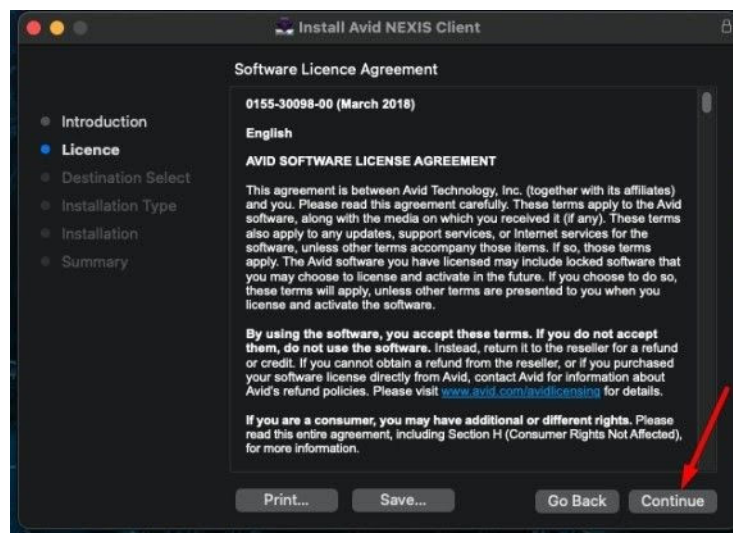 Install Avid NEXIS Client
Software Licence Agreement
Introduction
Licence
Destination Select
Installation Type
Installation
Summary
0155-30098-00 (March 2018)
English
AVID SOFTWARE LICENSE AGREEMENT
This agreement is between Avid Technology, Inc. (together with its affiliates)
and you. Please read this agreement carefully. These terms apply to the Avid
software, along with the media on which you received it (if any). These terms
also apply to any updates, support services, or Internet services for the
software, unless other terms accompany those items. If so, those terms
apply. The Avid software you have licensed may include locked software that
you may choose to license and activate in the future. If you choose to do so,
these terms will apply, unless other terms are presented to you when you
license and activate the software.
By using the software, you accept these terms. If you do not accept
them, do not use the software. Instead, return it to the reseller for a refund
or credit. If you cannot obtain a refund from the reseller, or if you purchased
your software license directly from Avid, contact Avid for information about
Avid's refund policies. Please visit www.avid.com/avidlicensing for details.
If you are a consumer, you may have additional or different rights. Please
read this entire agreement, including Section H (Consumer Rights Not Affected),
for more information.
Print...
Save...
Go Back
Continue